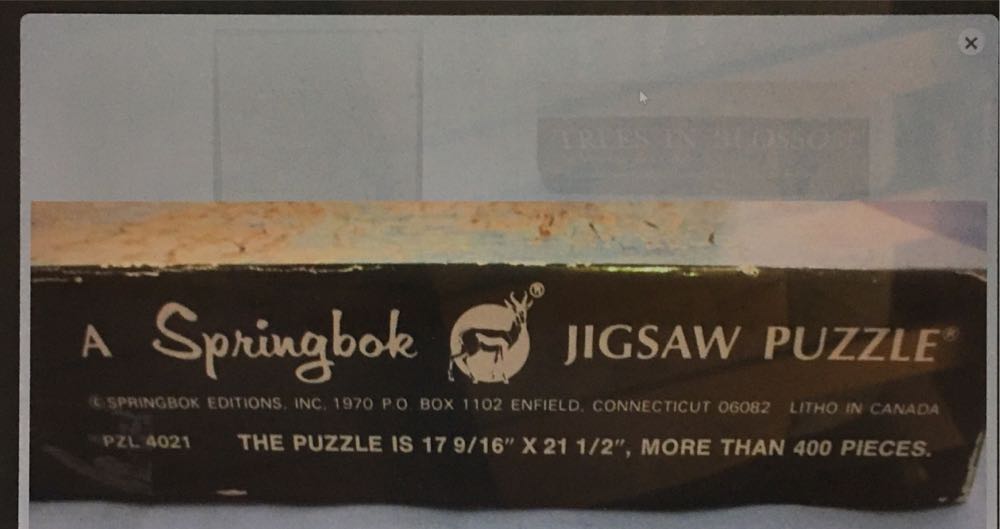 TREES IN BLOSSOM
A Springbok ® JIGSAW PUZZLE®
© SPRINGBOK EDITIONS, INC, 1970 P.O. BOX 1102 ENFIELD, CONNECTICUT 06082 LITHO IN CANADA
PZL 4021 THE PUZZLE IS 17 9/16" X 21 1/2", MORE THAN 400 PIECES.